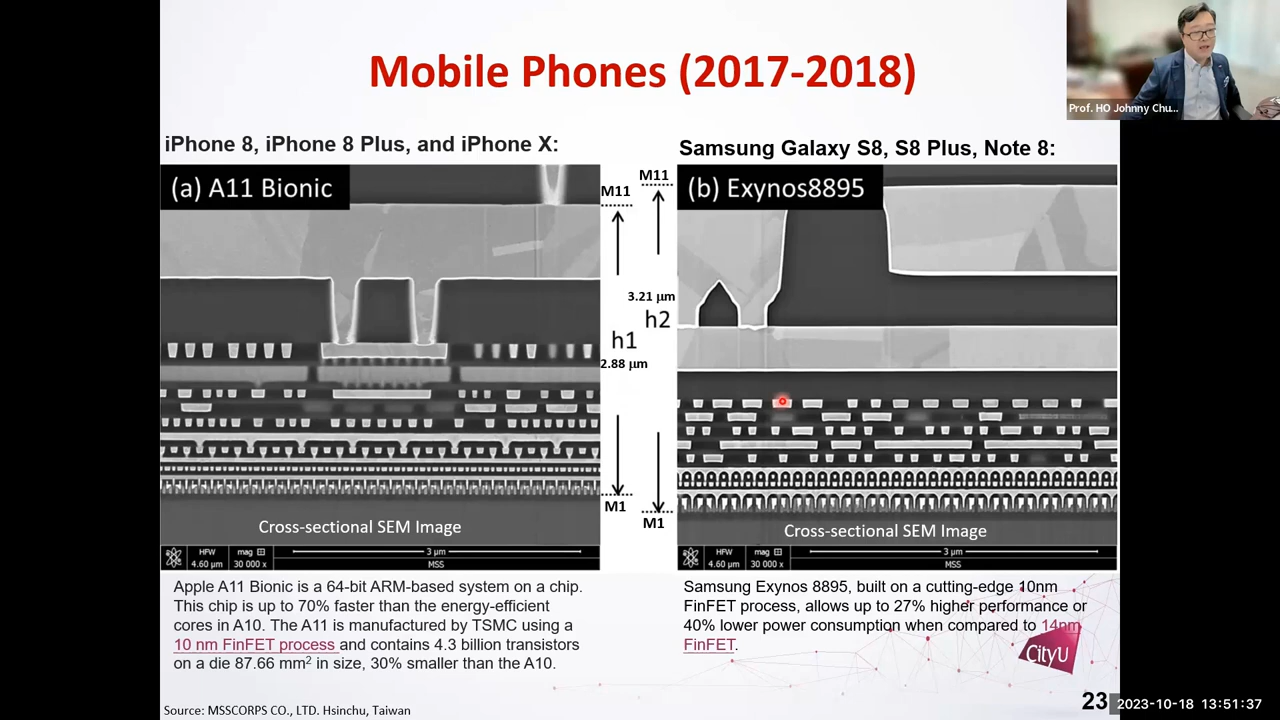 Mobile Phones (2017-2018)
Prof. HO Johnny Chu...
iPhone 8, iPhone 8 Plus, and iPhone X:
Samsung Galaxy S8, S8 Plus, Note 8:
(a) A11 Bionic
M11
M11
(b) Exynos8895
3.21 μm
h2
h1
2.88 μm
M1
M1
Cross-sectional SEM Image
Cross-sectional SEM Image
HFW
4.60 μm
mag
30 000 x
3 μm
MSS
HFW
4.60 μm
mag
30 000 x
3 μm
MSS
Apple A11 Bionic is a 64-bit ARM-based system on a chip.
This chip is up to 70% faster than the energy-efficient
cores in A10. The A11 is manufactured by TSMC using a
10 nm FinFET process and contains 4.3 billion transistors
on a die 87.66 mm² in size, 30% smaller than the A10.
Samsung Exynos 8895, built on a cutting-edge 10nm
FinFET process, allows up to 27% higher performance or
40% lower power consumption when compared to 14nm
FinFET.
CityU
Source: MSSCORPS CO., LTD. Hsinchu, Taiwan
23
2023-10-18 13:51:37